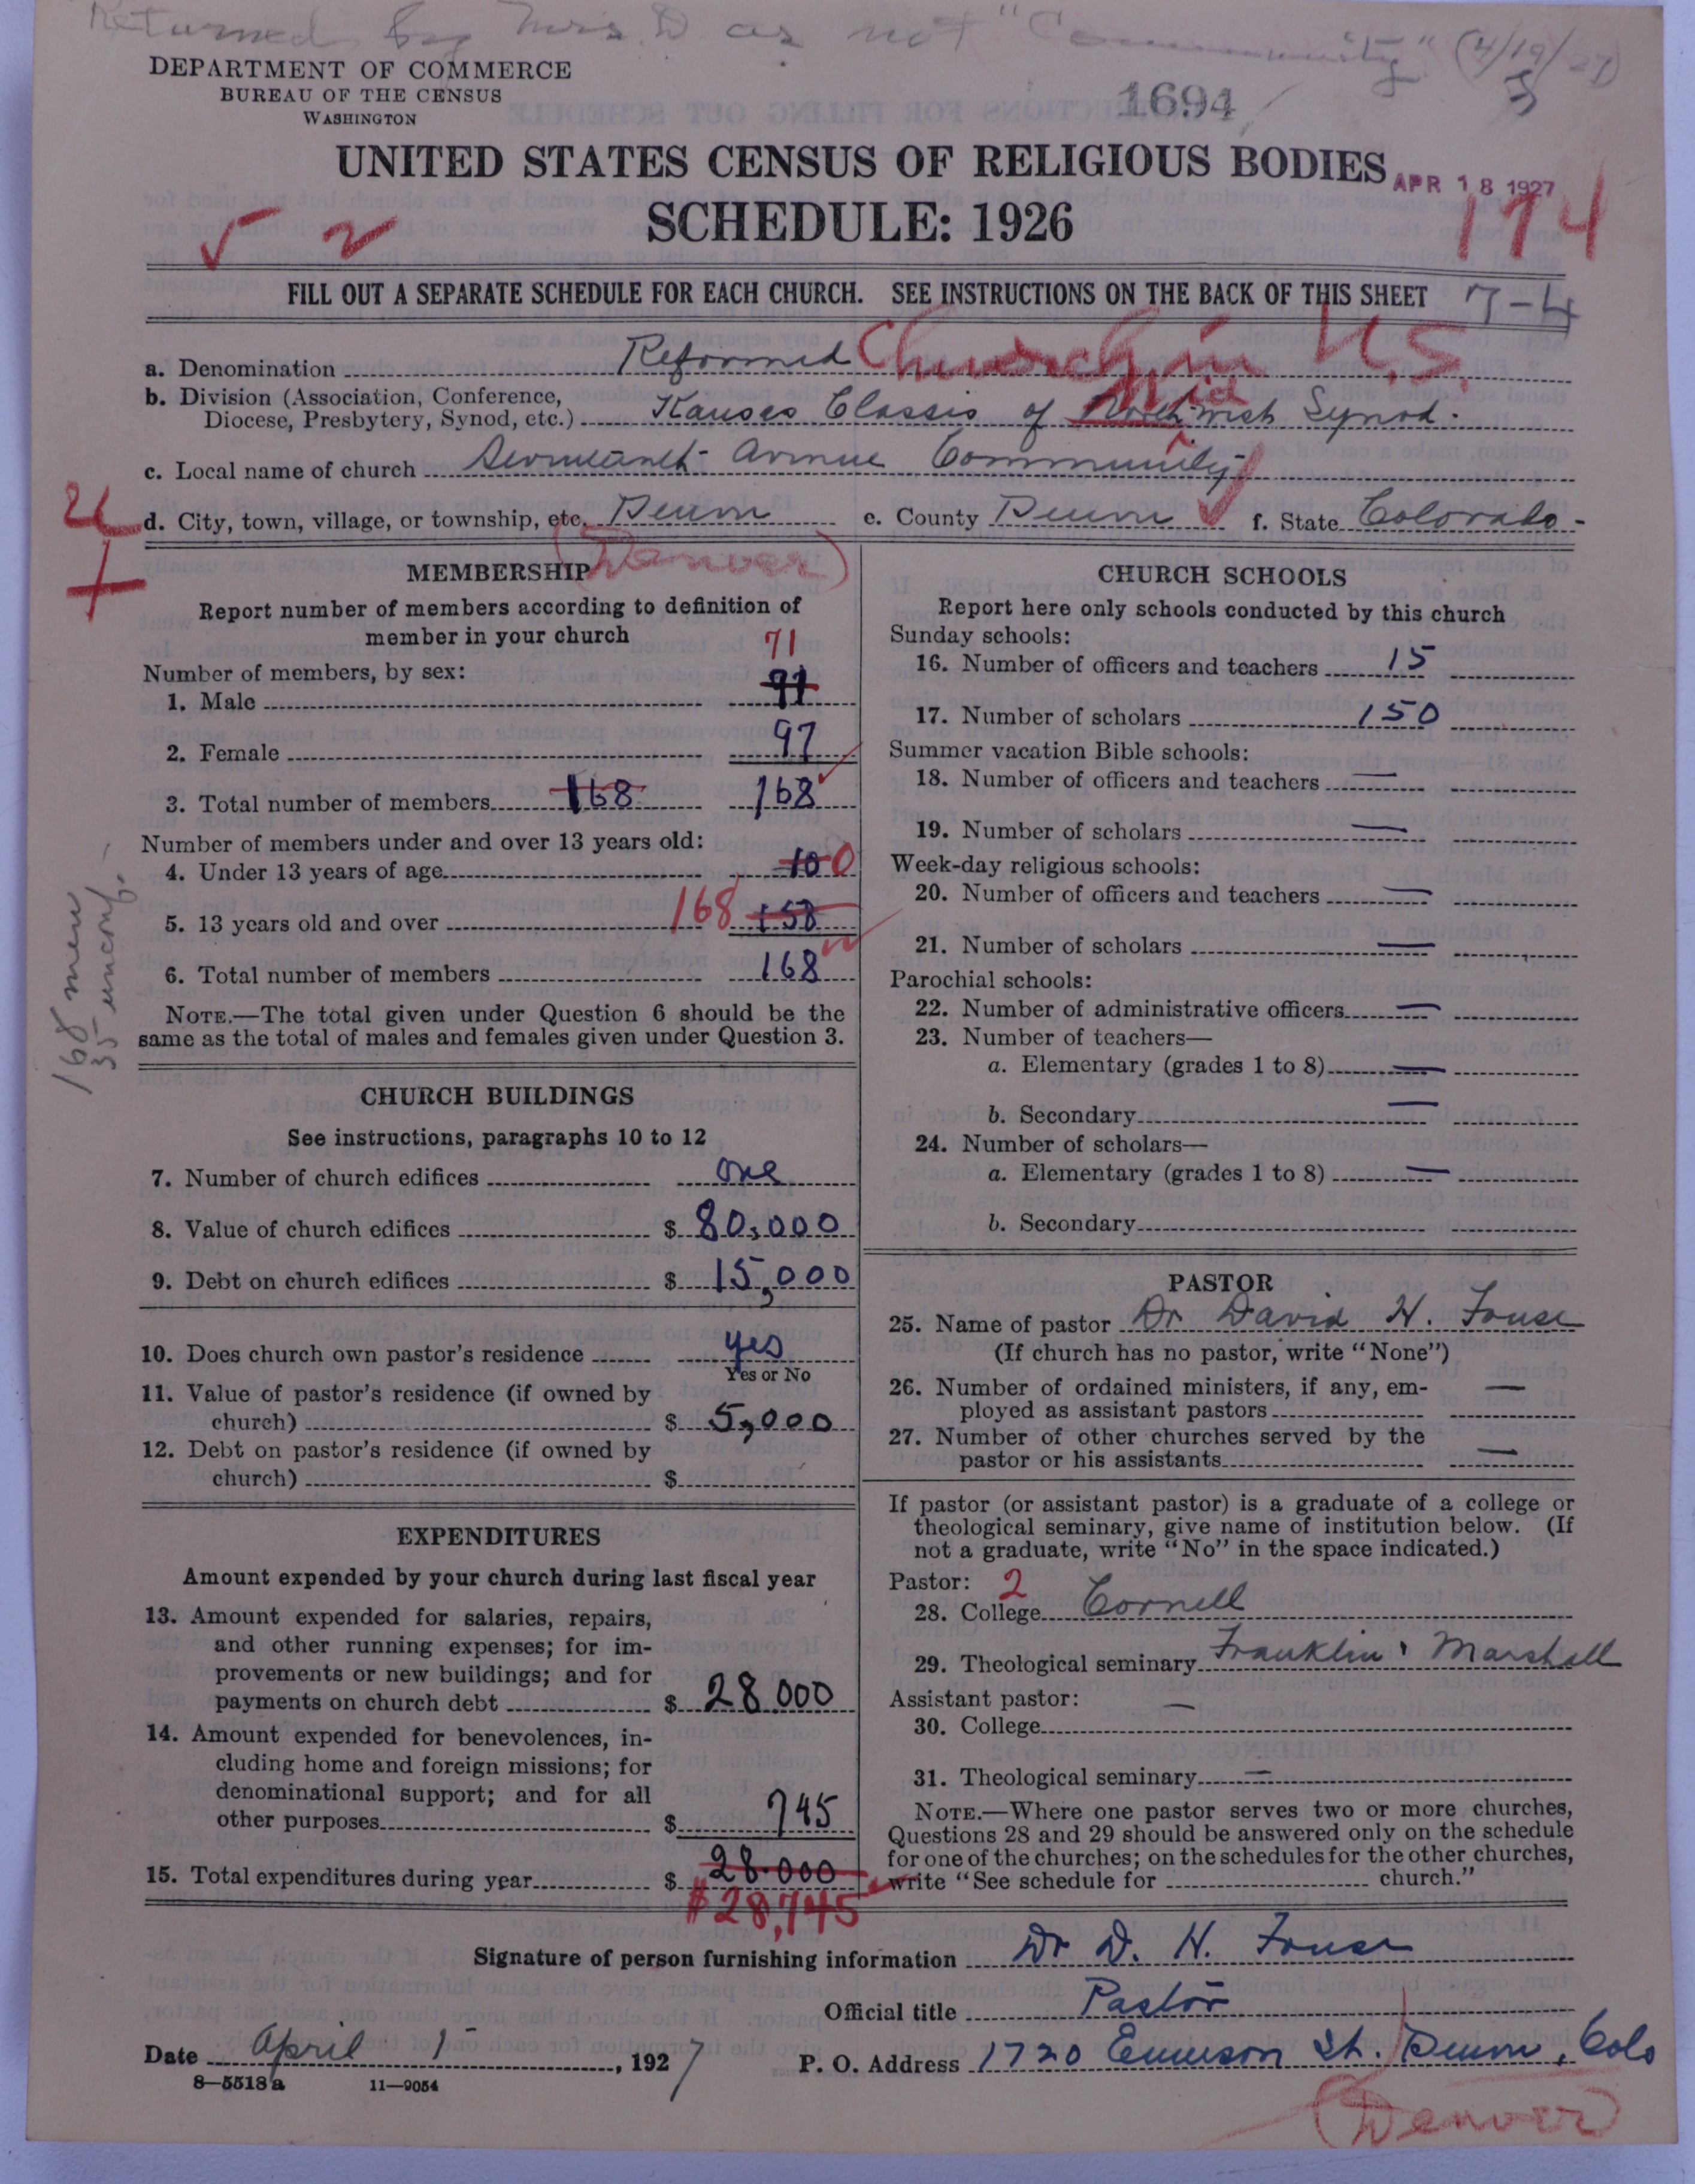 Returned by Mrs. D as not "Community" (4/19/27)
DEPARTMENT OF COMMERCE
BUREAU OF THE CENSUS
WASHINGTON
1694
UNITED STATES CENSUS OF RELIGIOUS BODIES
APR 18 1927
SCHEDULE: 1926
174
FILL OUT A SEPARATE SCHEDULE FOR EACH CHURCH. SEE INSTRUCTIONS ON THE BACK OF THIS SHEET 7-4
a. Denomination Reformed Church in U.S.
b. Division (Association, Conference,
Diocese, Presbytery, Synod, etc.) Kansas Classis of Mid West Synod.
c. Local name of church Avenue Community
d. City, town, village, or township, etc. Denver e. County Denver f. State Colorado
(Denver)
MEMBERSHIP
Report number of members according to definition of
member in your church
71
Number of members, by sex:
1. Male
2. Female 97
3. Total number of members 168 168
Number of members under and over 13 years old:
4. Under 13 years of age 10 0
5. 13 years old and over 168 158
6. Total number of members 168
NOTE.—The total given under Question 6 should be the
same as the total of males and females given under Question 3.
168 mem
35 unconf.
CHURCH BUILDINGS
See instructions, paragraphs 10 to 12
7. Number of church edifices one
8. Value of church edifices $ 80,000
9. Debt on church edifices $ 15,000
10. Does church own pastor's residence yes
Yes or No
11. Value of pastor's residence (if owned by
church) $ 5,000
12. Debt on pastor's residence (if owned by
church) $
EXPENDITURES
Amount expended by your church during last fiscal year
13. Amount expended for salaries, repairs,
and other running expenses; for im-
provements or new buildings; and for
payments on church debt $ 28.000
14. Amount expended for benevolences, in-
cluding home and foreign missions; for
denominational support; and for all
other purposes $ 745
15. Total expenditures during year $ 28.000
$28,745
CHURCH SCHOOLS
Report here only schools conducted by this church
Sunday schools:
16. Number of officers and teachers 15
17. Number of scholars 150
Summer vacation Bible schools:
18. Number of officers and teachers —
19. Number of scholars —
Week-day religious schools:
20. Number of officers and teachers —
21. Number of scholars —
Parochial schools:
22. Number of administrative officers —
23. Number of teachers—
a. Elementary (grades 1 to 8) —
b. Secondary —
24. Number of scholars—
a. Elementary (grades 1 to 8) —
b. Secondary
PASTOR
25. Name of pastor Dr David H. Fouse
(If church has no pastor, write "None")
26. Number of ordained ministers, if any, em-
ployed as assistant pastors —
27. Number of other churches served by the
pastor or his assistants —
If pastor (or assistant pastor) is a graduate of a college or
theological seminary, give name of institution below. (If
not a graduate, write "No" in the space indicated.)
Pastor: 2
28. College Cornell
29. Theological seminary Franklin & Marshall
Assistant pastor:
30. College —
31. Theological seminary —
NOTE.—Where one pastor serves two or more churches,
Questions 28 and 29 should be answered only on the schedule
for one of the churches; on the schedules for the other churches,
write "See schedule for church."
Signature of person furnishing information Dr D. H. Fouse
Official title Pastor
Date April 15, 1927 P. O. Address 1720 Emerson St. Denver, Colo
8—5518a 11—9054
(Denver)